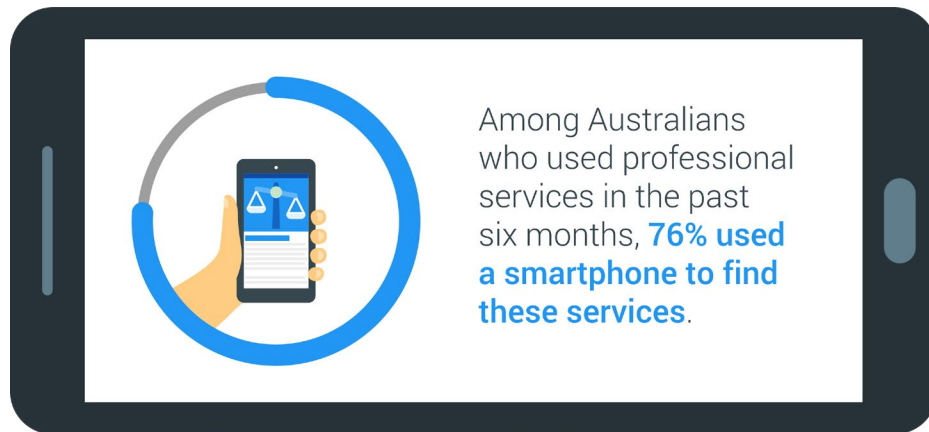 Among Australians
who used professional
services in the past
six months, 76% used
a smartphone to find
these services.